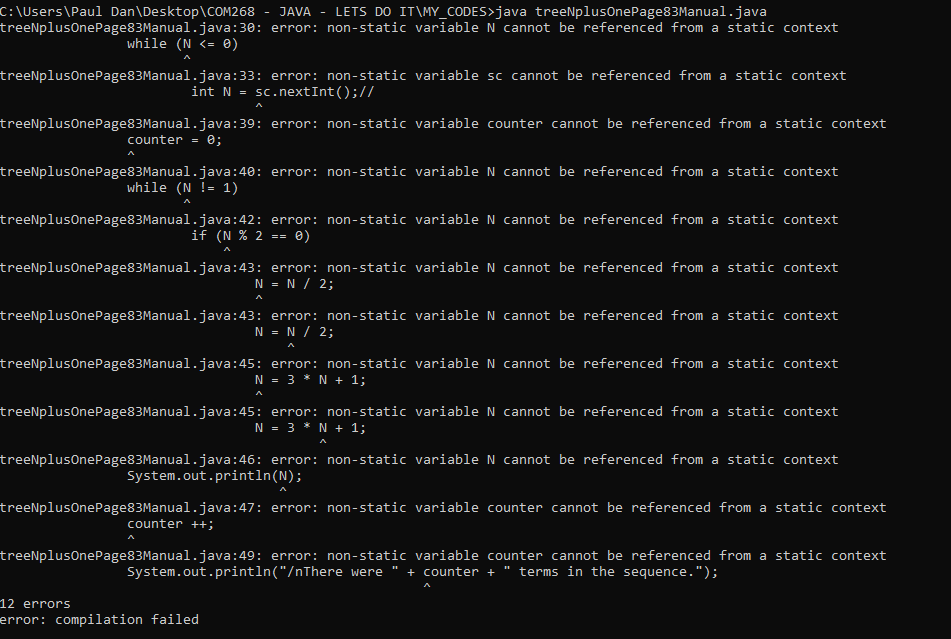 C:\Users\Paul Dan\Desktop\COM268 - JAVA - LETS DO IT\MY_CODES>java treeNplusOnePage83Manual.java
treeNplusOnePage83Manual.java:30: error: non-static variable N cannot be referenced from a static context
while (N <= 0)
^
treeNplusOnePage83Manual.java:33: error: non-static variable sc cannot be referenced from a static context
int N = sc.nextInt();//
^
treeNplusOnePage83Manual.java:39: error: non-static variable counter cannot be referenced from a static context
counter = 0;
^
treeNplusOnePage83Manual.java:40: error: non-static variable N cannot be referenced from a static context
while (N != 1)
^
treeNplusOnePage83Manual.java:42: error: non-static variable N cannot be referenced from a static context
if (N % 2 == 0)
^
treeNplusOnePage83Manual.java:43: error: non-static variable N cannot be referenced from a static context
N = N / 2;
^
treeNplusOnePage83Manual.java:43: error: non-static variable N cannot be referenced from a static context
N = N / 2;
^
treeNplusOnePage83Manual.java:45: error: non-static variable N cannot be referenced from a static context
N = 3 * N + 1;
^
treeNplusOnePage83Manual.java:45: error: non-static variable N cannot be referenced from a static context
N = 3 * N + 1;
^
treeNplusOnePage83Manual.java:46: error: non-static variable N cannot be referenced from a static context
System.out.println(N);
^
treeNplusOnePage83Manual.java:47: error: non-static variable counter cannot be referenced from a static context
counter ++;
^
treeNplusOnePage83Manual.java:49: error: non-static variable counter cannot be referenced from a static context
System.out.println("/nThere were " + counter + " terms in the sequence.");
^
12 errors
error: compilation failed